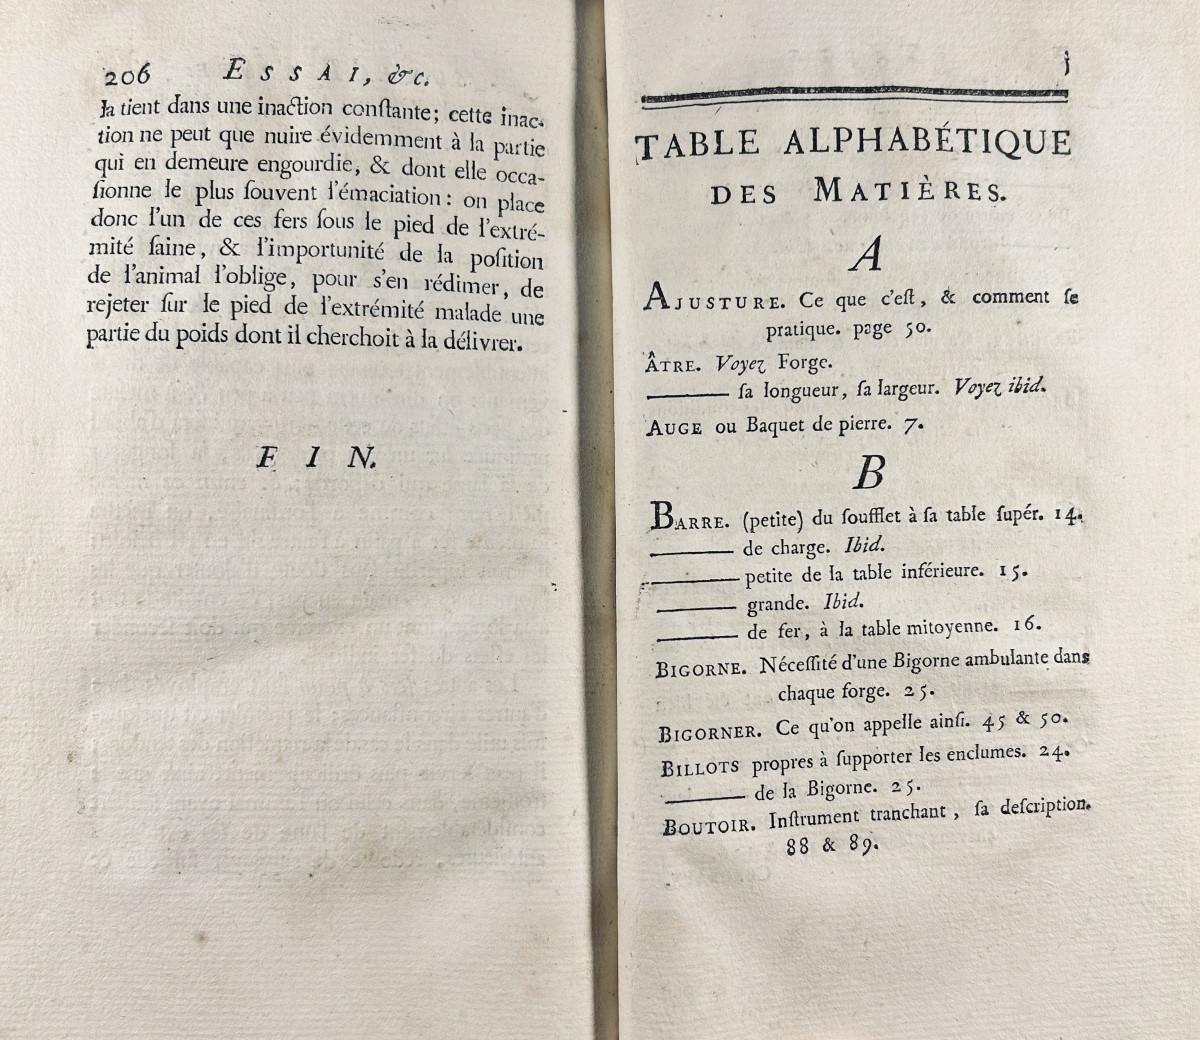 206 ESSAI, &c.
la tient dans une inaction conſtante; cette inac-
tion ne peut que nuire évidemment à la partie
qui en demeure engourdie, & dont elle occa-
ſionne le plus ſouvent l'émaciation: on place
donc l'un de ces fers ſous le pied de l'extré-
mité ſaine, & l'importunité de la poſition
de l'animal l'oblige, pour s'en rédimer, de
rejeter ſur le pied de l'extrémité malade une
partie du poids dont il cherchoit à la délivrer.
FIN.
j
TABLE ALPHABÉTIQUE
DES MATIÈRES.
A
AJUSTURE. Ce que c'eſt, & comment ſe
pratique. page 50.
ÂTRE. Voyez Forge.
——— ſa longueur, ſa largeur. Voyez ibid.
AUGE ou Baquet de pierre. 7.
B
BARRE. (petite) du ſoufflet à ſa table ſupér. 14.
——— de charge. Ibid.
——— petite de la table inférieure. 15.
——— grande. Ibid.
——— de fer, à la table mitoyenne. 16.
BIGORNE. Néceſſité d'une Bigorne ambulante dans
chaque forge. 25.
BIGORNER. Ce qu'on appelle ainſi. 45 & 50.
BILLOTS propres à ſupporter les enclumes. 24.
——— de la Bigorne. 25.
BOUTOIR. Inſtrument tranchant, ſa deſcription.
88 & 89.